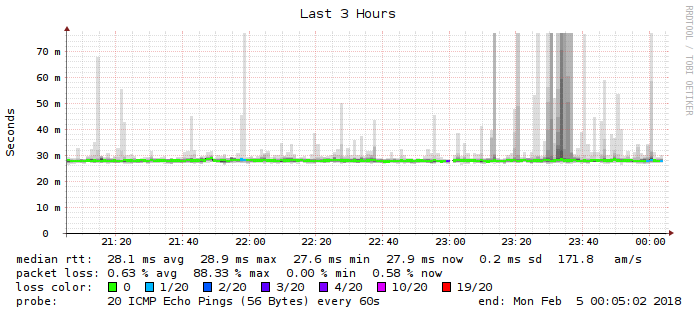 Last 3 Hours
RRDTOOL / TOBI OETIKER
Seconds
70 m
60 m
50 m
40 m
30 m
20 m
10 m
0
21:20 21:40 22:00 22:20 22:40 23:00 23:20 23:40 00:00
median rtt: 28.1 ms avg 28.9 ms max 27.6 ms min 27.9 ms now 0.2 ms sd 171.8 am/s
packet loss: 0.63 % avg 88.33 % max 0.00 % min 0.58 % now
loss color: 0 1/20 2/20 3/20 4/20 10/20 19/20
probe: 20 ICMP Echo Pings (56 Bytes) every 60s end: Mon Feb 5 00:05:02 2018